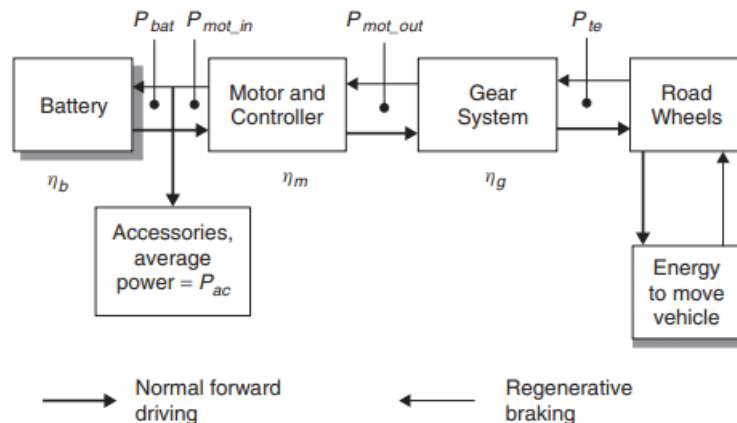 P_bat P_mot_in P_mot_out P_te
Battery
Motor and
Controller
Gear
System
Road
Wheels
η_b
η_m
η_g
Accessories,
average
power = P_ac
Energy
to move
vehicle
Normal forward
driving
Regenerative
braking